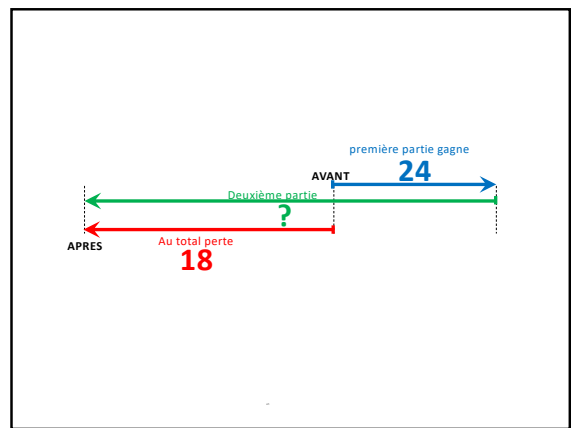 première partie gagne
24
AVANT
Deuxième partie
?
APRES
Au total perte
18